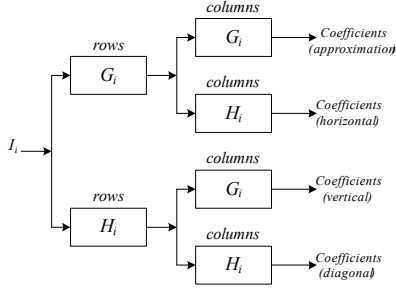 columns
G_i
Coefficients
(approximation)
rows
G_i
columns
H_i
Coefficients
(horizontal)
I_i
columns
G_i
Coefficients
(vertical)
rows
H_i
columns
H_i
Coefficients
(diagonal)